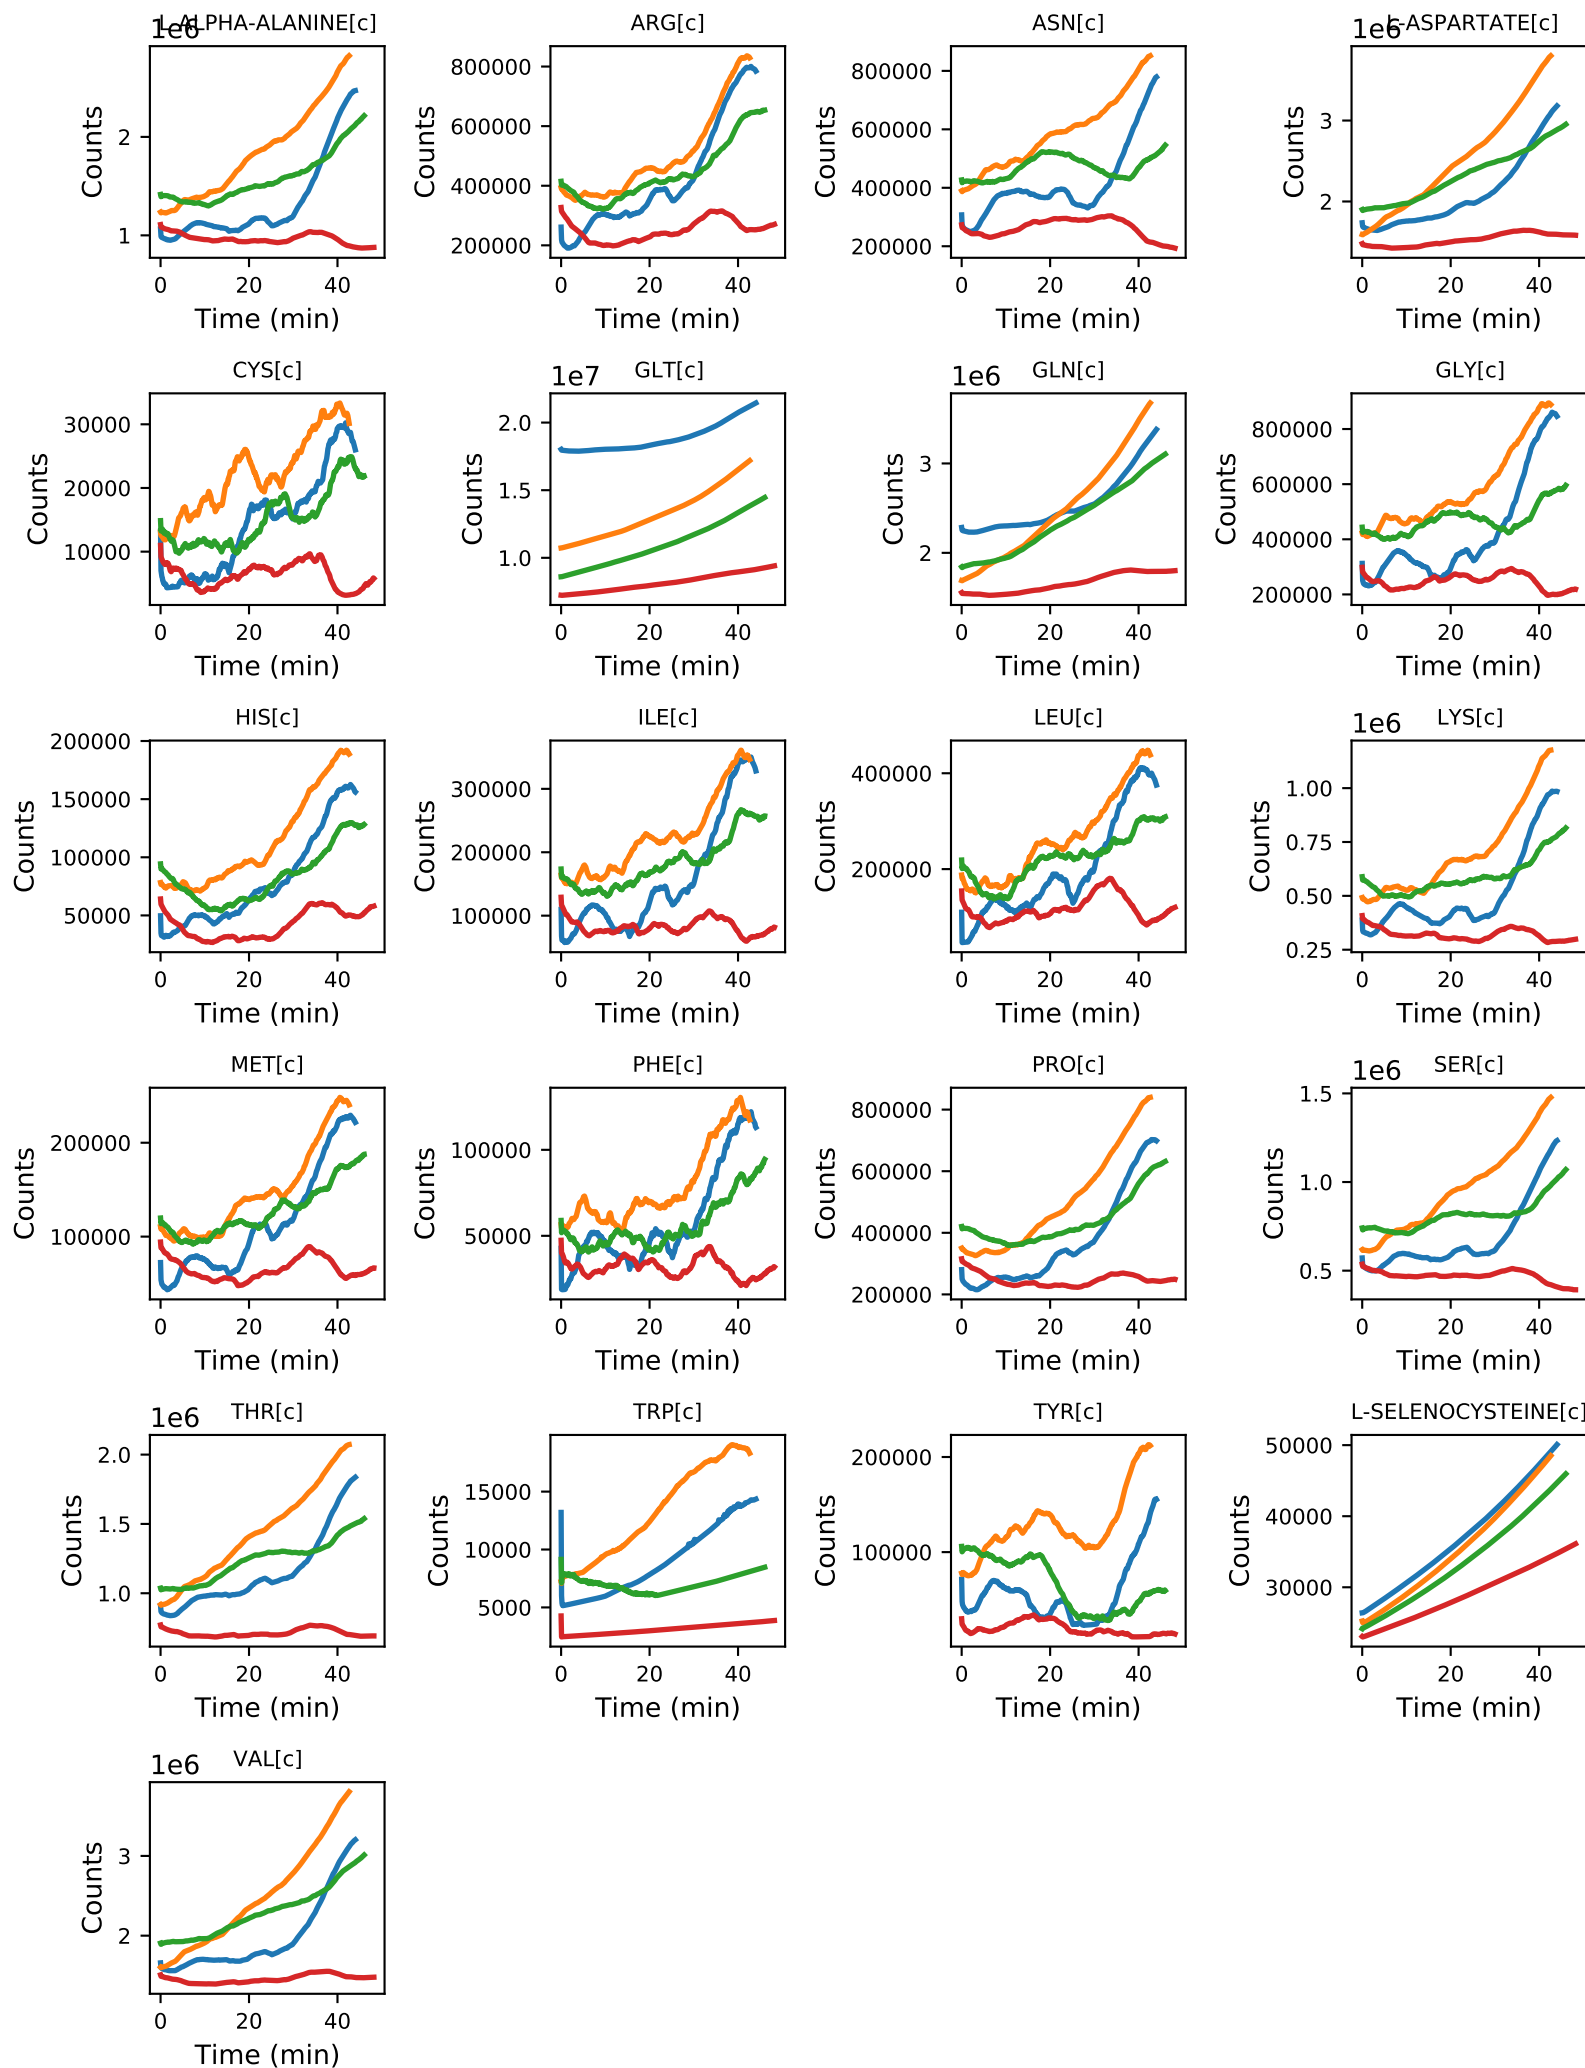 1e6
L-ALPHA-ALANINE[c]
Counts
2
1
0 20 40
Time (min)
ARG[c]
Counts
800000
600000
400000
200000
0 20 40
Time (min)
ASN[c]
Counts
800000
600000
400000
200000
0 20 40
Time (min)
1e6
L-ASPARTATE[c]
Counts
3
2
0 20 40
Time (min)
CYS[c]
Counts
30000
20000
10000
0 20 40
Time (min)
1e7
GLT[c]
Counts
2.0
1.5
1.0
0 20 40
Time (min)
1e6
GLN[c]
Counts
3
2
0 20 40
Time (min)
GLY[c]
Counts
800000
600000
400000
200000
0 20 40
Time (min)
HIS[c]
Counts
200000
150000
100000
50000
0 20 40
Time (min)
ILE[c]
Counts
300000
200000
100000
0 20 40
Time (min)
LEU[c]
Counts
400000
200000
0 20 40
Time (min)
1e6
LYS[c]
Counts
1.00
0.75
0.50
0.25
0 20 40
Time (min)
MET[c]
Counts
200000
100000
0 20 40
Time (min)
PHE[c]
Counts
100000
50000
0 20 40
Time (min)
PRO[c]
Counts
800000
600000
400000
200000
0 20 40
Time (min)
1e6
SER[c]
Counts
1.5
1.0
0.5
0 20 40
Time (min)
1e6
THR[c]
Counts
2.0
1.5
1.0
0 20 40
Time (min)
TRP[c]
Counts
15000
10000
5000
0 20 40
Time (min)
TYR[c]
Counts
200000
100000
0 20 40
Time (min)
L-SELENOCYSTEINE[c]
Counts
50000
40000
30000
0 20 40
Time (min)
1e6
VAL[c]
Counts
3
2
0 20 40
Time (min)